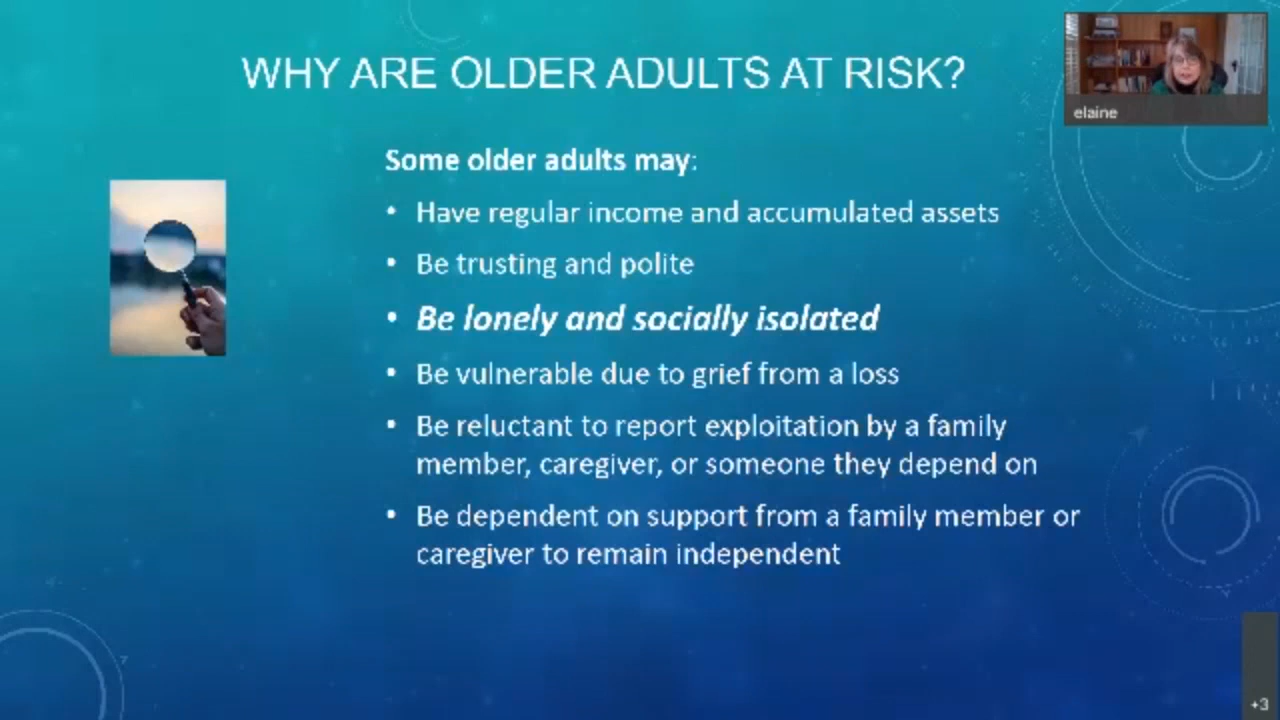 WHY ARE OLDER ADULTS AT RISK?
elaine
Some older adults may:
• Have regular income and accumulated assets
• Be trusting and polite
• Be lonely and socially isolated
• Be vulnerable due to grief from a loss
• Be reluctant to report exploitation by a family
member, caregiver, or someone they depend on
• Be dependent on support from a family member or
caregiver to remain independent
+3